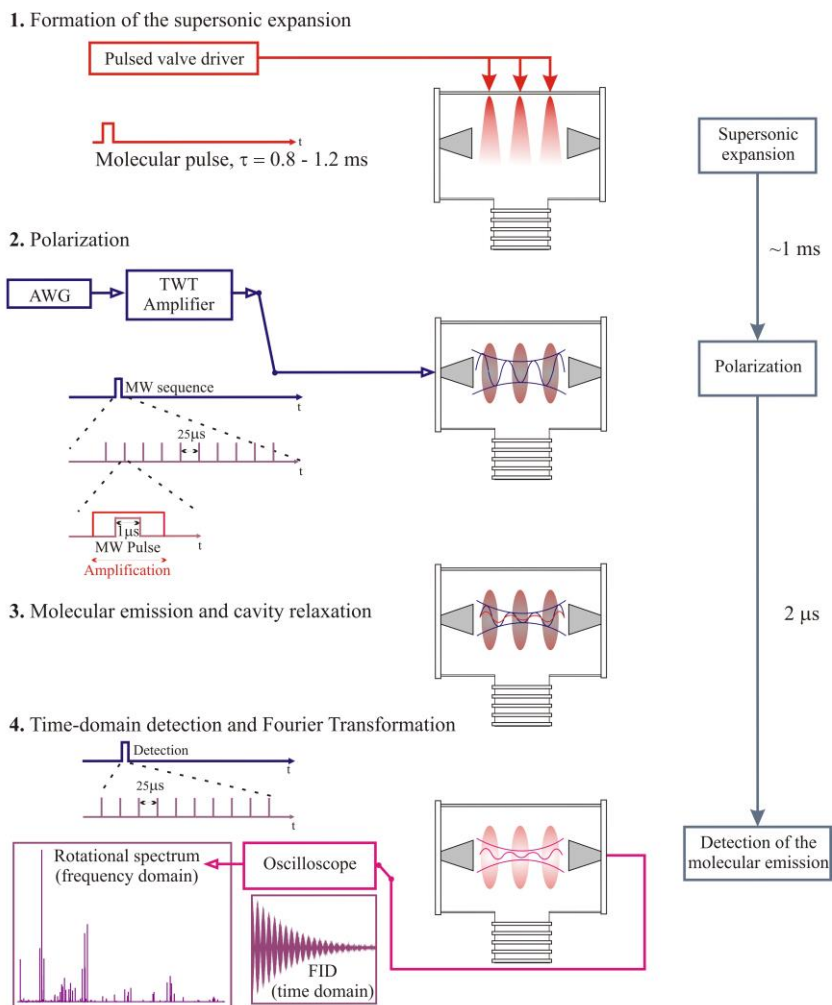 1. Formation of the supersonic expansion
Pulsed valve driver
t
Molecular pulse, τ = 0.8 - 1.2 ms
Supersonic
expansion
~1 ms
2. Polarization
AWG
TWT
Amplifier
Polarization
MW sequence
t
25μs
t
1μs
MW Pulse
t
Amplification
3. Molecular emission and cavity relaxation
2 μs
4. Time-domain detection and Fourier Transformation
Detection
t
25μs
t
Rotational spectrum
(frequency domain)
Oscilloscope
Detection of the
molecular emission
FID
(time domain)